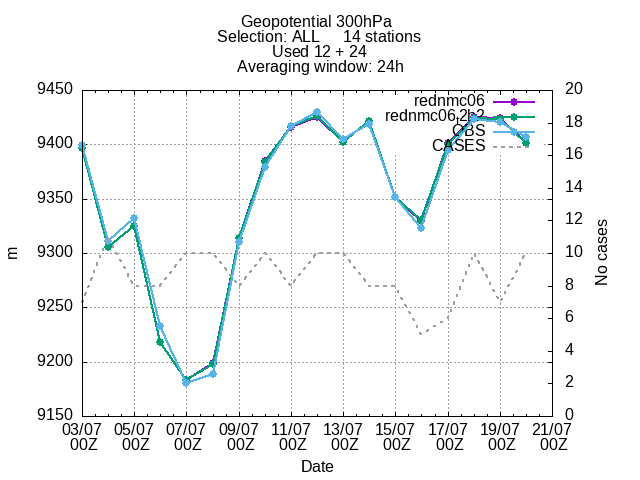 Geopotential 300hPa
Selection: ALL 14 stations
Used 12 + 24
Averaging window: 24h
rednmc06
rednmc06_2h2
OBS
CASES
9450
9400
9350
9300
9250
9200
9150
m
20
18
16
14
12
10
8
6
4
2
0
No cases
03/07 05/07 07/07 09/07 11/07 13/07 15/07 17/07 19/07 21/07
00Z 00Z 00Z 00Z 00Z 00Z 00Z 00Z 00Z 00Z
Date